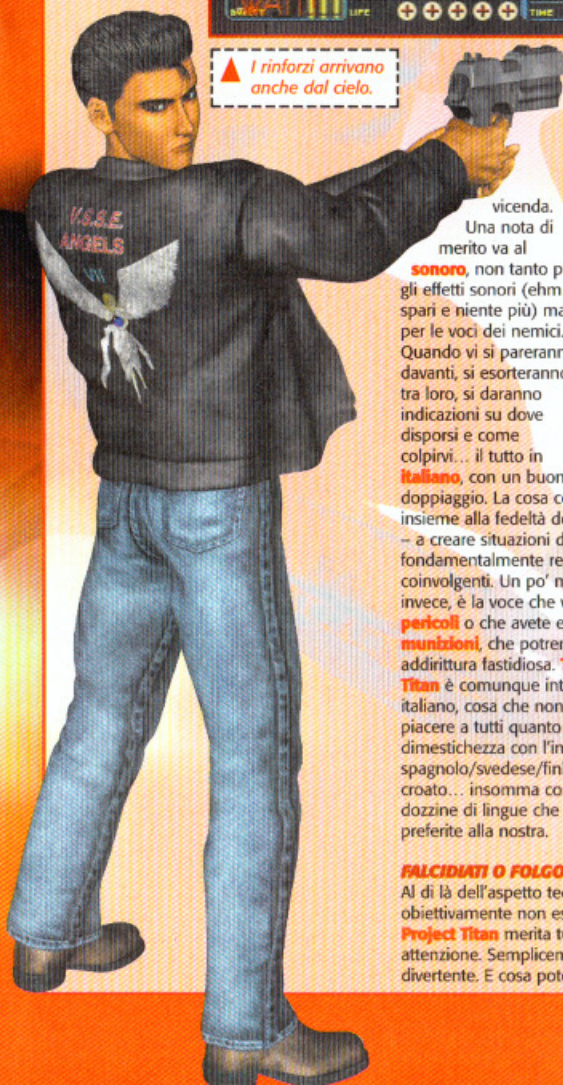 LIFE
TIME
I rinforzi arrivano
anche dal cielo.
V.S.S.E.
ANGELS
VII
vicenda.
Una nota di
merito va al
sonoro, non tanto p
gli effetti sonori (ehm
spari e niente più) ma
per le voci dei nemici.
Quando vi si pareranno
davanti, si esorteranno
tra loro, si daranno
indicazioni su dove
disporsi e come
colpirvi... il tutto in
italiano, con un buon
doppiaggio. La cosa co
insieme alla fedeltà de
– a creare situazioni d
fondamentalmente re
coinvolgenti. Un po' m
invece, è la voce che v
pericoli o che avete e
munizioni, che potrer
addirittura fastidiosa. T
Titan è comunque int
italiano, cosa che non
piacere a tutti quanto
dimestichezza con l'in
spagnolo/svedese/fin
croato... insomma co
dozzine di lingue che
preferite alla nostra.
FALCIDIATI O FOLGO
Al di là dell'aspetto tec
obiettivamente non es
Project Titan merita tu
attenzione. Semplicem
divertente. E cosa pote